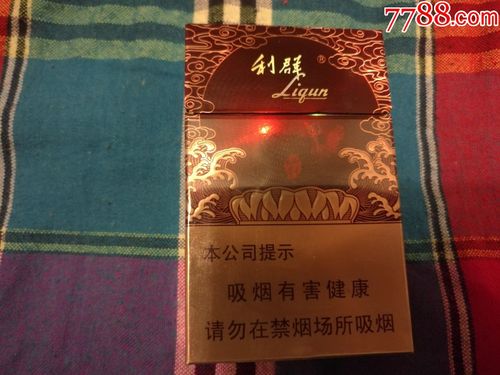 7788.com
利群®
Liqun
本公司提示
吸烟有害健康
请勿在禁烟场所吸烟